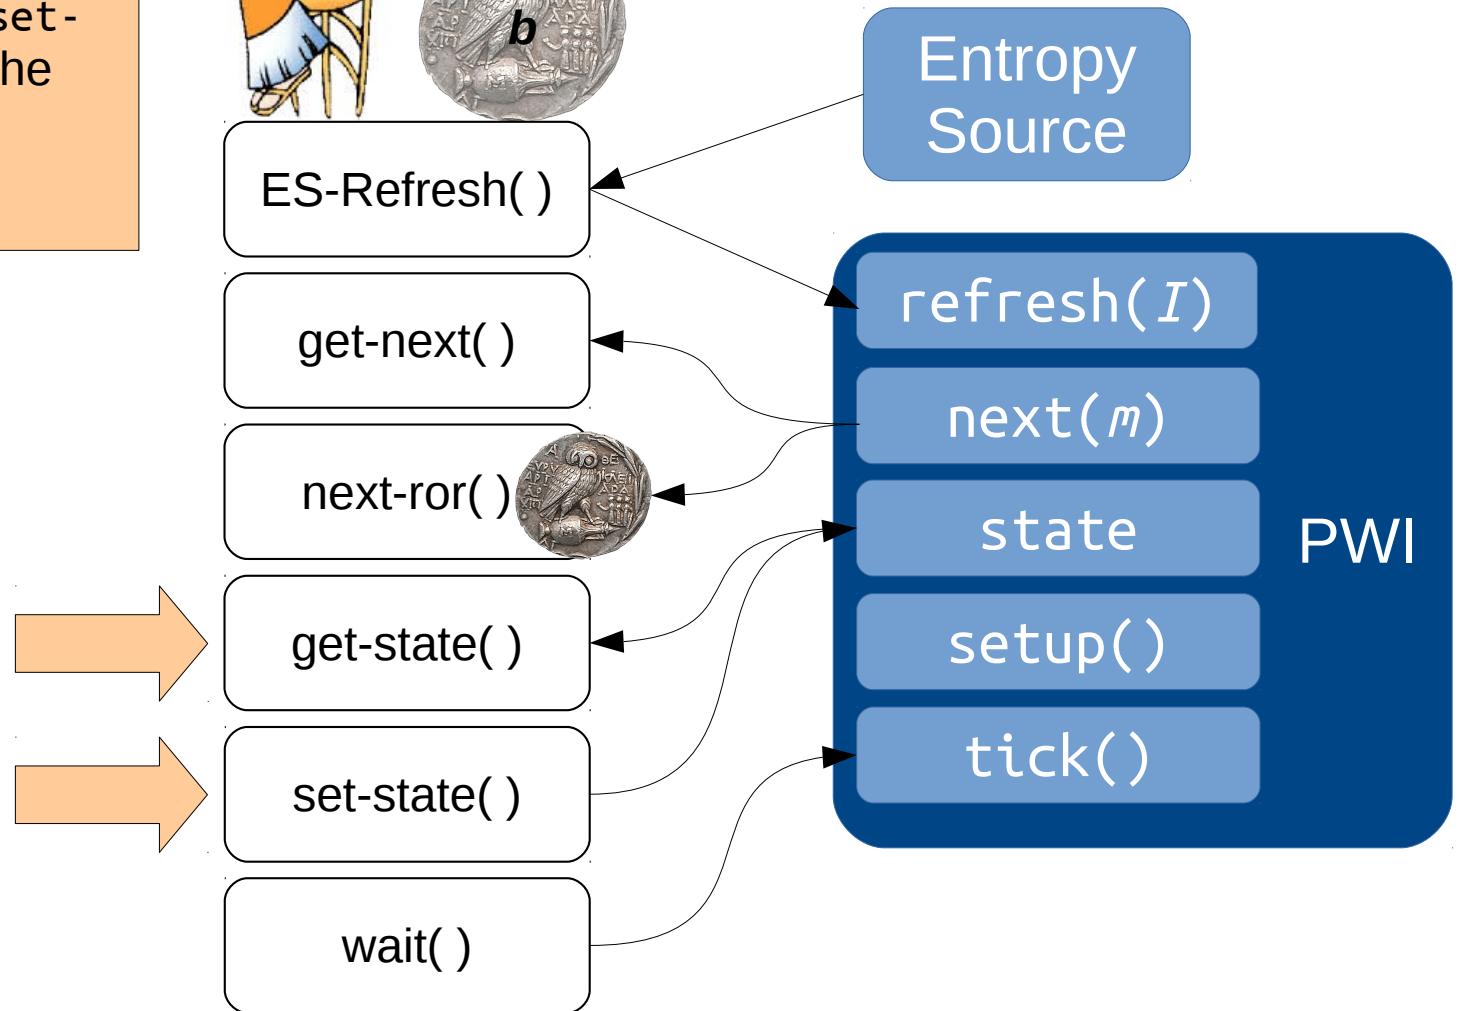 set-
he
b
Entropy
Source
ES-Refresh( )
refresh(I)
get-next( )
next(m)
next-ror( )
state
PWI
get-state( )
setup()
set-state( )
tick()
wait( )